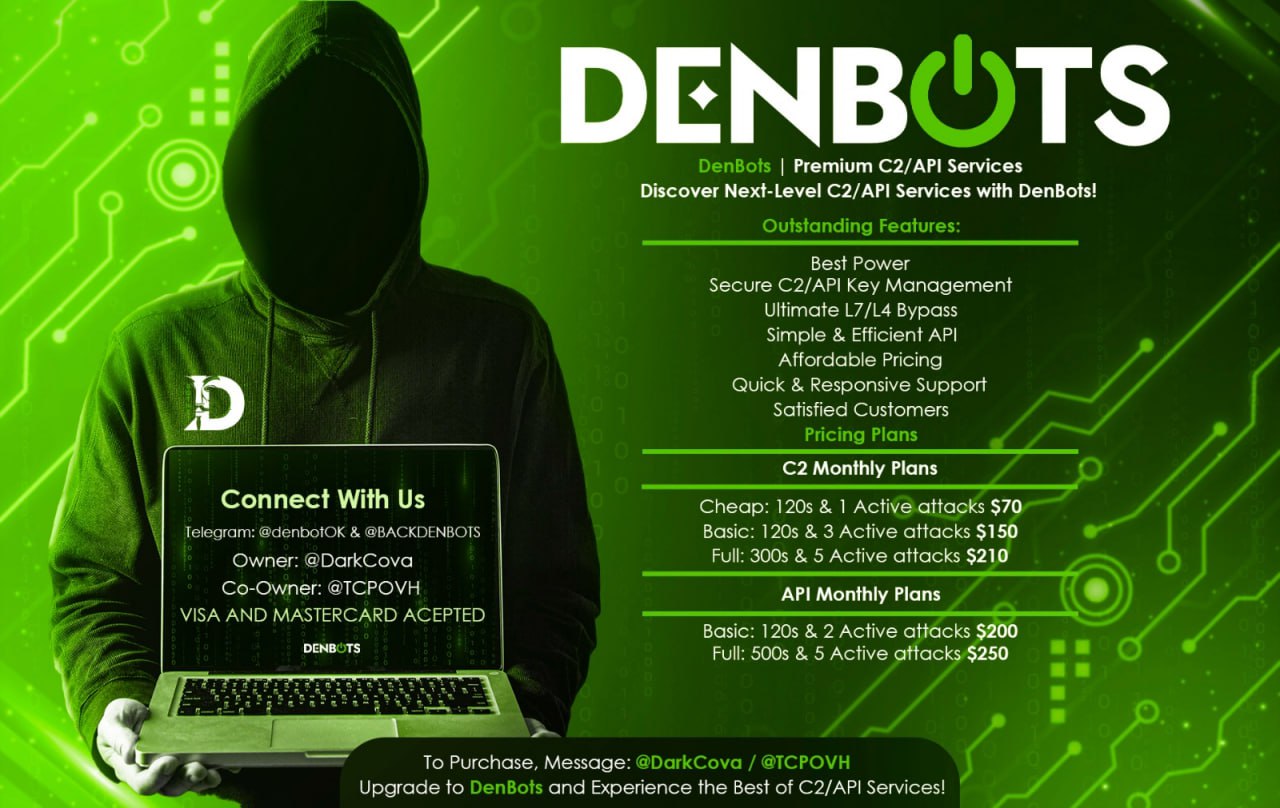 DENBOTS
DenBots | Premium C2/API Services
Discover Next-Level C2/API Services with DenBots!
Outstanding Features:
Best Power
Secure C2/API Key Management
Ultimate L7/L4 Bypass
Simple & Efficient API
Affordable Pricing
Quick & Responsive Support
Satisfied Customers
Pricing Plans
C2 Monthly Plans
Cheap: 120s & 1 Active attacks $70
Basic: 120s & 3 Active attacks $150
Full: 300s & 5 Active attacks $210
API Monthly Plans
Basic: 120s & 2 Active attacks $200
Full: 500s & 5 Active attacks $250
D
Connect With Us
Telegram: @denbotOK & @BACKDENBOTS
Owner: @DarkCova
Co-Owner: @TCPOVH
VISA AND MASTERCARD ACEPTED
DENBOTS
To Purchase, Message: @DarkCova / @TCPOVH
Upgrade to DenBots and Experience the Best of C2/API Services!